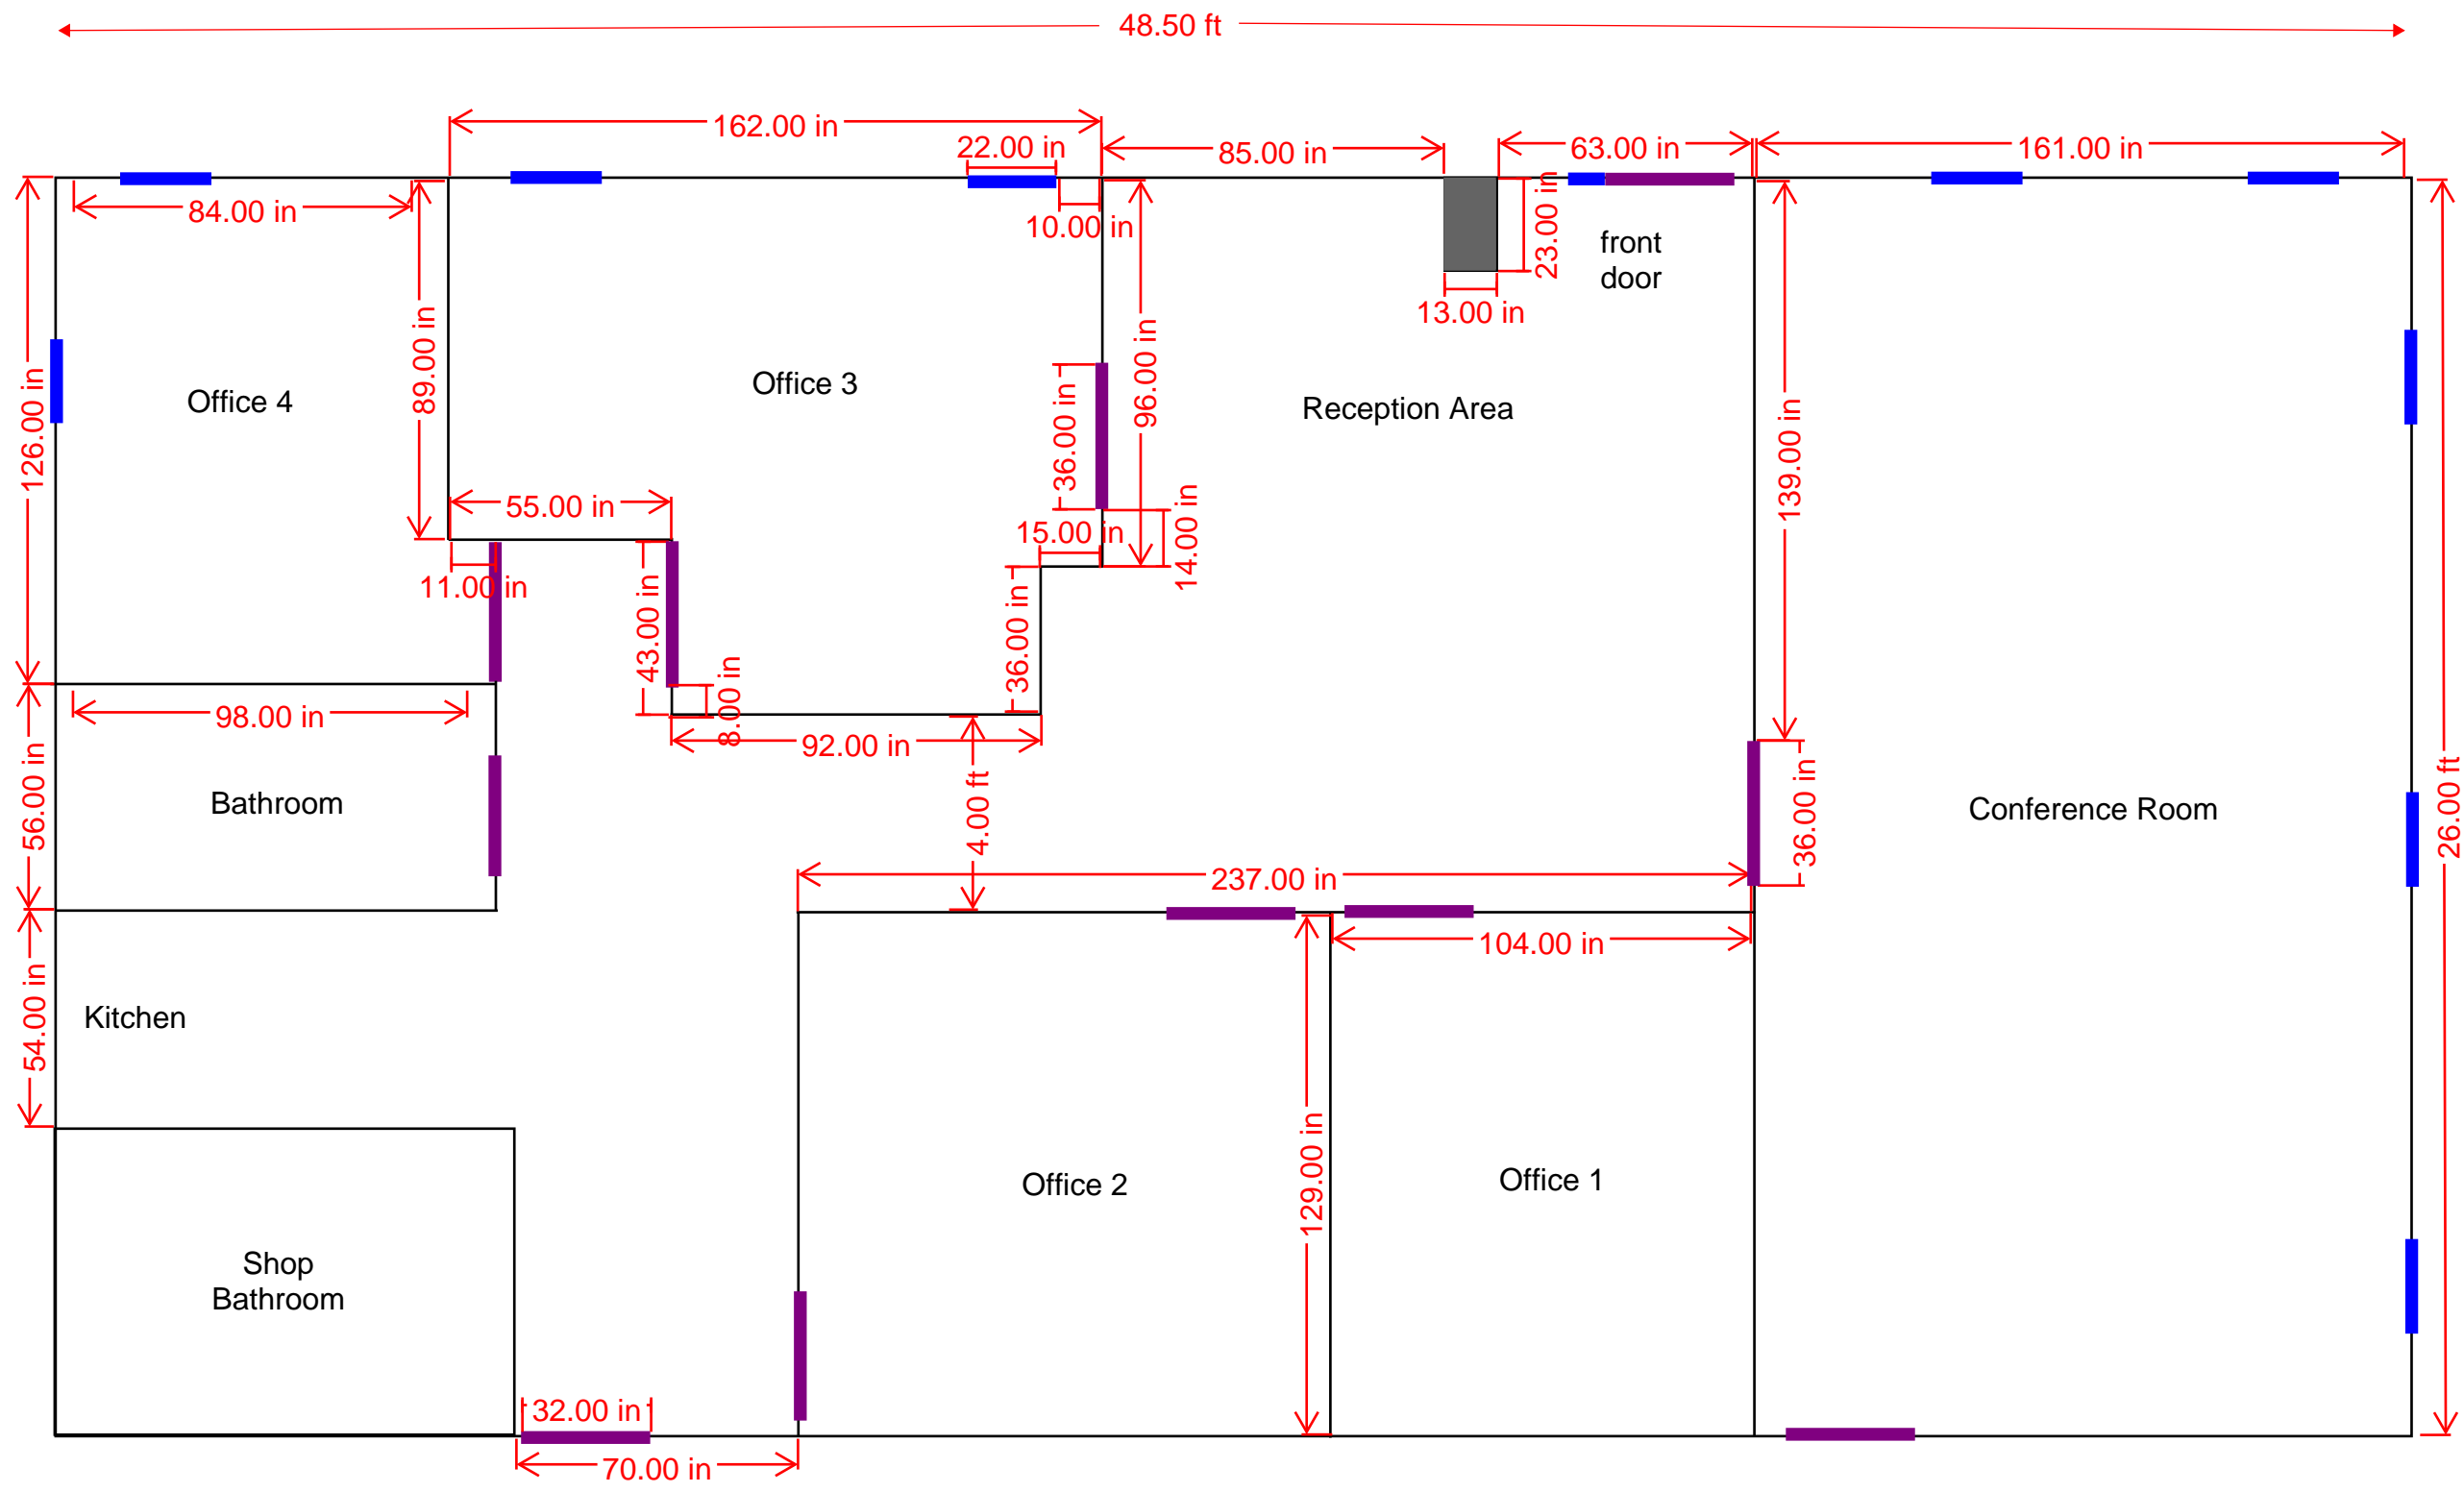 48.50 ft
162.00 in
22.00 in
85.00 in
63.00 in
161.00 in
84.00 in
10.00 in
23.00 in
front
door
13.00 in
89.00 in
126.00 in
Office 4
Office 3
36.00 in
96.00 in
Reception Area
139.00 in
55.00 in
15.00 in
14.00 in
11.00 in
43.00 in
36.00 in
8.00 in
98.00 in
92.00 in
56.00 in
Bathroom
4.00 ft
36.00 in
Conference Room
26.00 ft
237.00 in
104.00 in
54.00 in
Kitchen
129.00 in
Office 2
Office 1
Shop
Bathroom
32.00 in
70.00 in